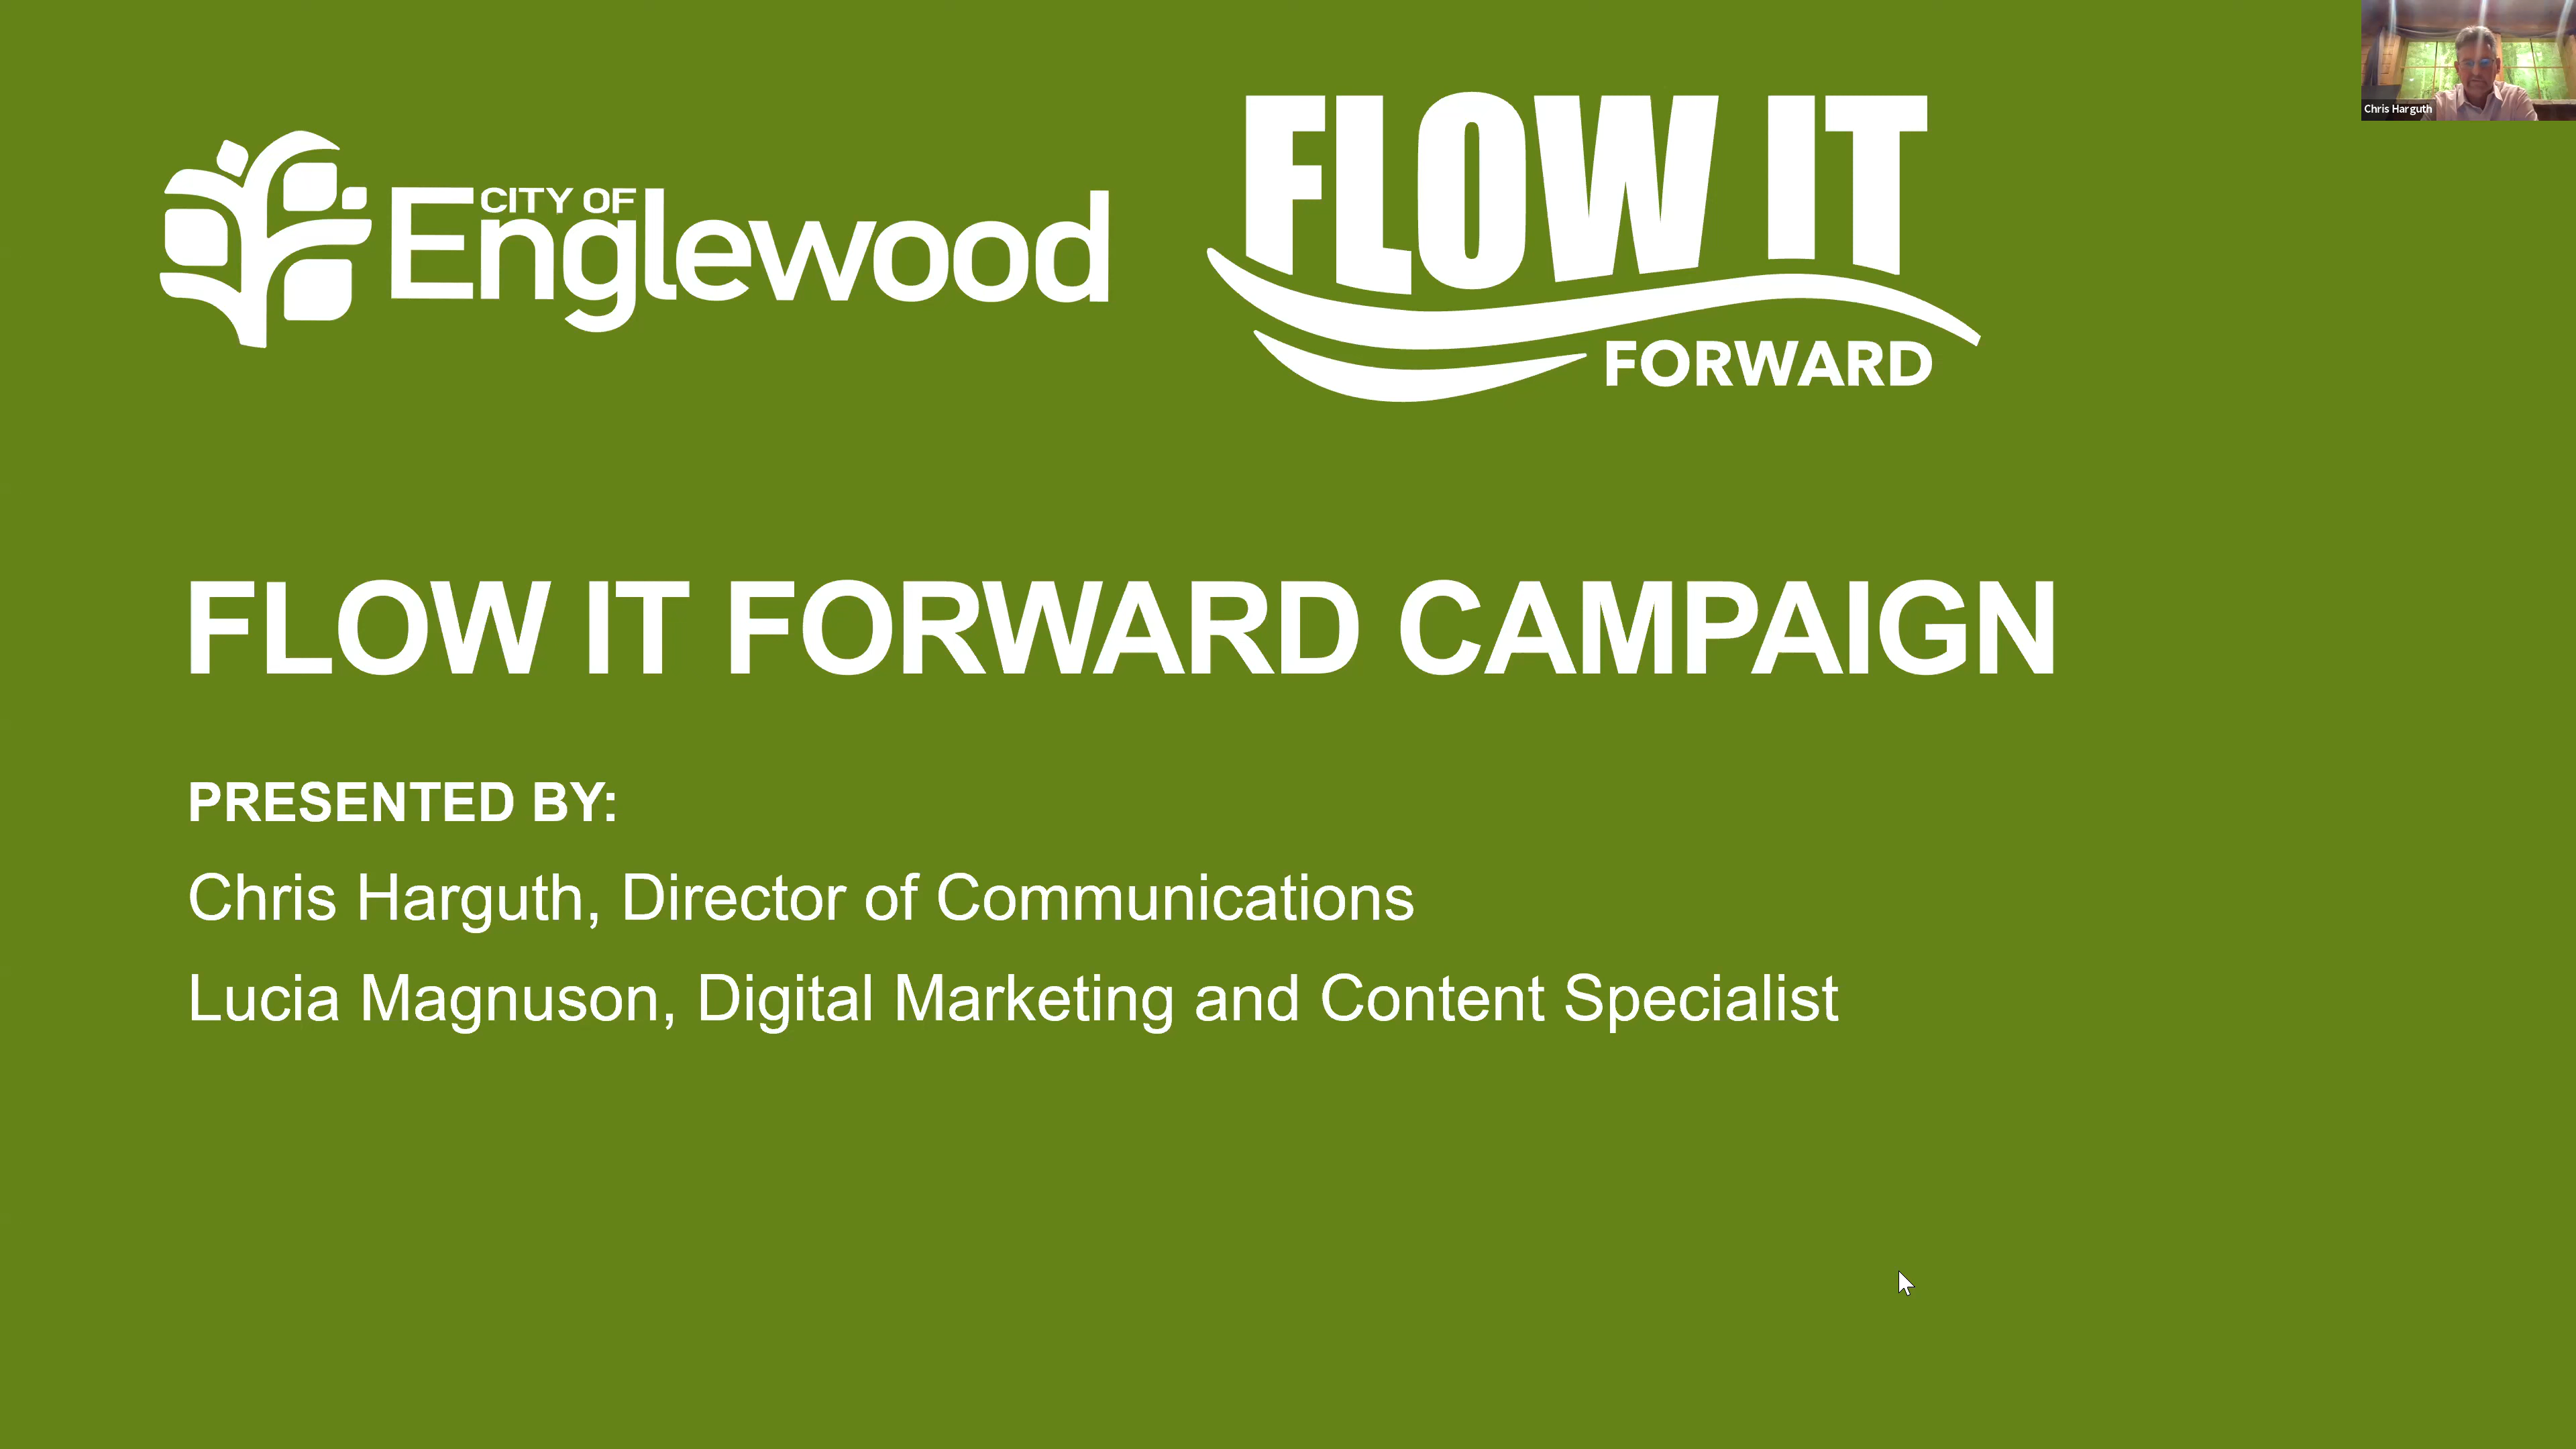 CITY OF
Englewood
FLOW IT
FORWARD
Chris Harguth
FLOW IT FORWARD CAMPAIGN
PRESENTED BY:
Chris Harguth, Director of Communications
Lucia Magnuson, Digital Marketing and Content Specialist